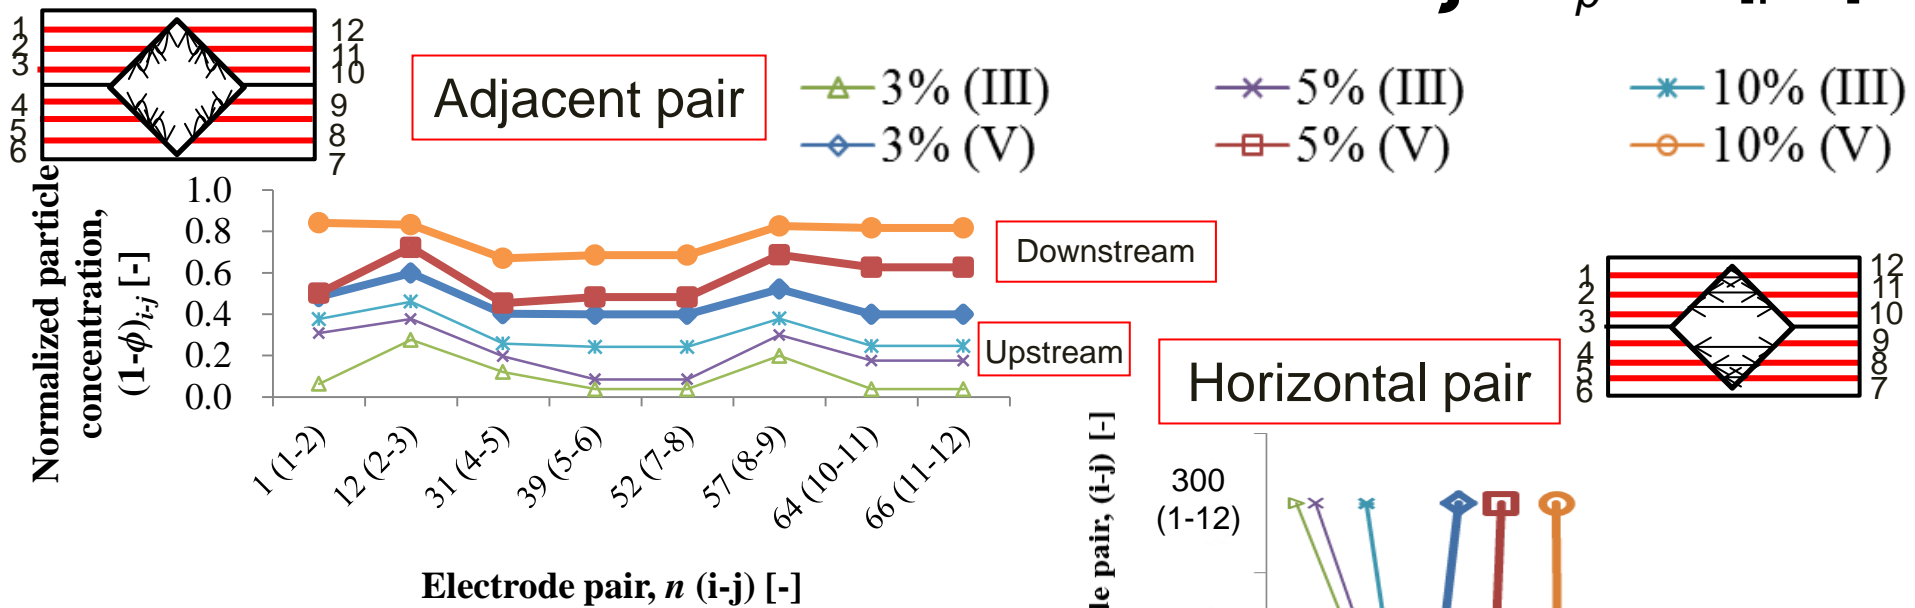 1
2
3
4
5
6
12
11
10
9
8
7
Adjacent pair
3% (III)
5% (III)
10% (III)
3% (V)
5% (V)
10% (V)
Normalized particle
concentration,
(1-ϕ)i-j [-]
1.0
0.8
0.6
0.4
0.2
0.0
Downstream
Upstream
1 (1-2)
12 (2-3)
31 (4-5)
39 (5-6)
52 (7-8)
57 (8-9)
64 (10-11)
66 (11-12)
Electrode pair, n (i-j) [-]
1
2
3
4
5
6
12
11
10
9
8
7
Horizontal pair
pair, (i-j) [-]
300
(1-12)